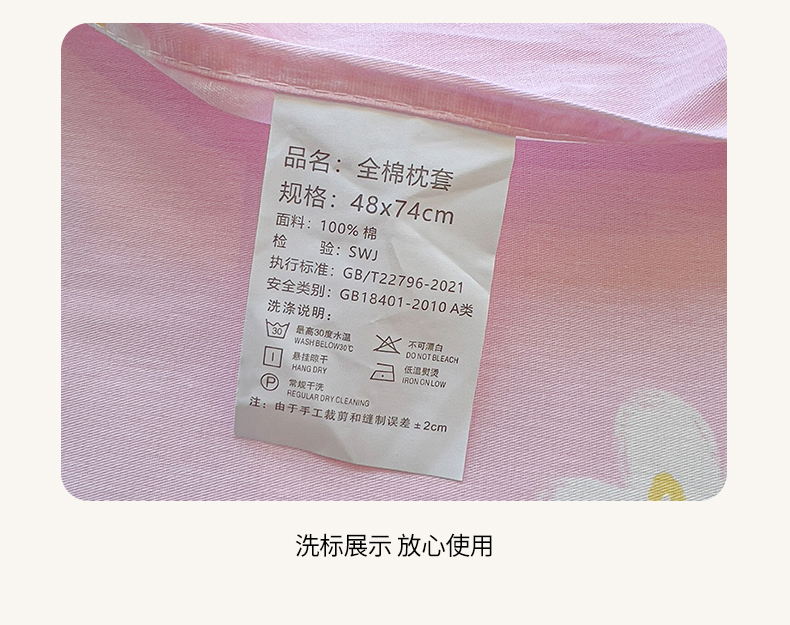 品名：全棉枕套
规格：48x74cm
面料：100% 棉
检 验：SWJ
执行标准：GB/T22796-2021
安全类别：GB18401-2010 A类
洗涤说明：
30 最高30度水温 WASH BELOW30℃
不可漂白 DO NOT BLEACH
悬挂晾干 HANG DRY
低温熨烫 IRON ON LOW
P 常规干洗 REGULAR DRY CLEANING
注：由于手工裁剪和缝制误差±2cm
洗标展示 放心使用